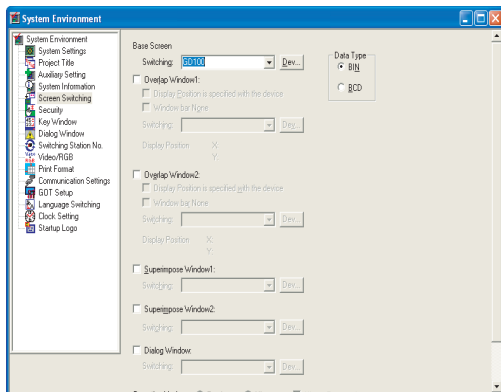 System Environment
System Environment
System Settings
Project Title
Auxiliary Setting
System Information
Screen Switching
Security
Key Window
Dialog Window
Switching Station No.
Video/RGB
Print Format
Communication Settings
GOT Setup
Language Switching
Clock Setting
Startup Logo
Base Screen
Switching: GD100 Dev...
Data Type
BIN
BCD
Overlap Window1:
Display Position is specified with the device
Window bar None
Switching: Dev...
Display Position X:
Y:
Overlap Window2:
Display Position is specified with the device
Window bar None
Switching: Dev...
Display Position X:
Y:
Superimpose Window1:
Switching: Dev...
Superimpose Window2:
Switching: Dev...
Dialog Window:
Switching: Dev...